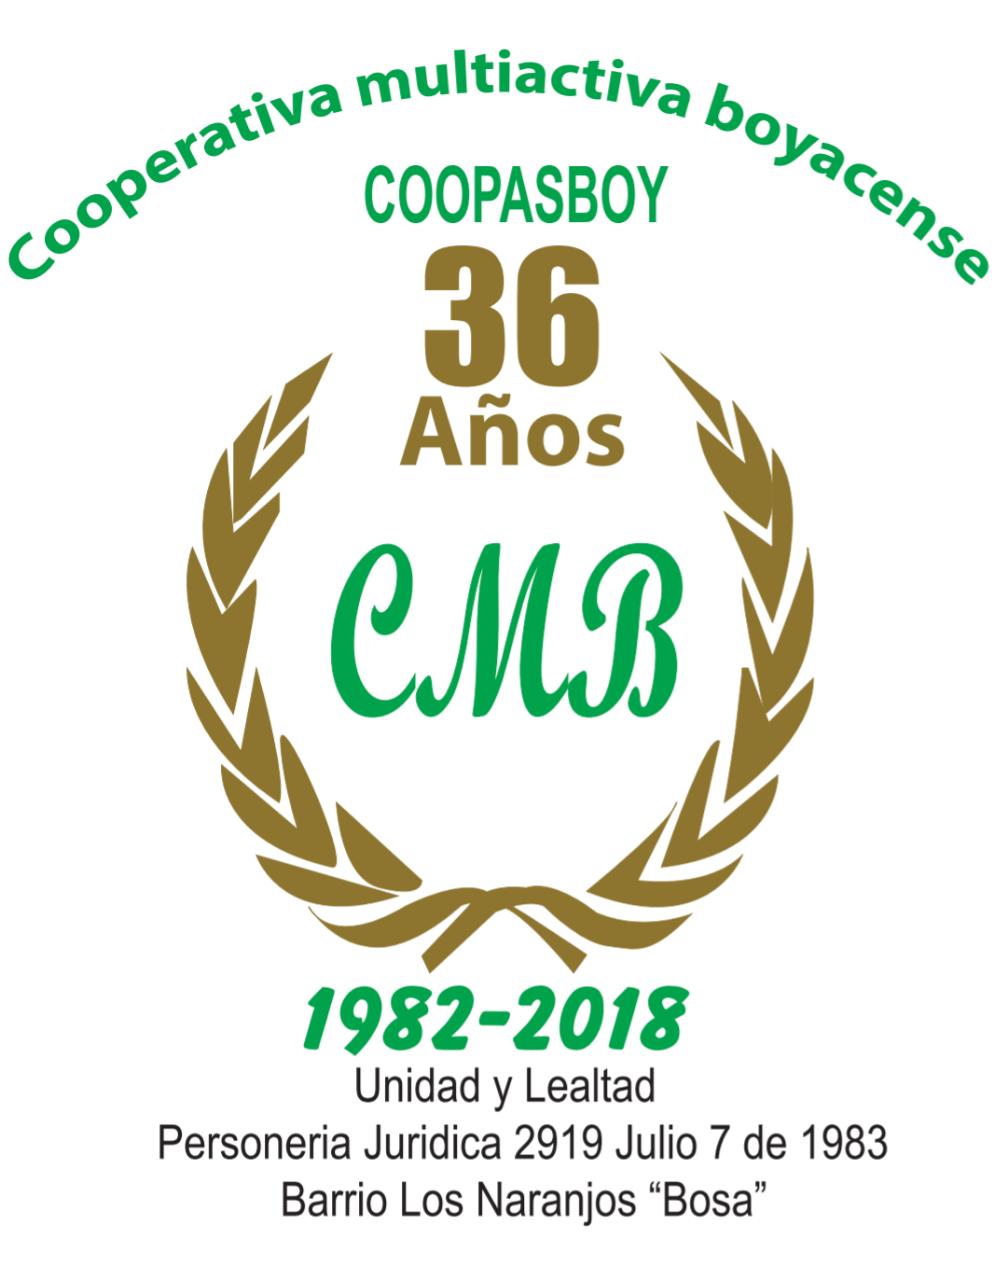 Cooperativa multiactiva boyacense
COOPASBOY
36
Años
CMB
1982-2018
Unidad y Lealtad
Personeria Juridica 2919 Julio 7 de 1983
Barrio Los Naranjos “Bosa”